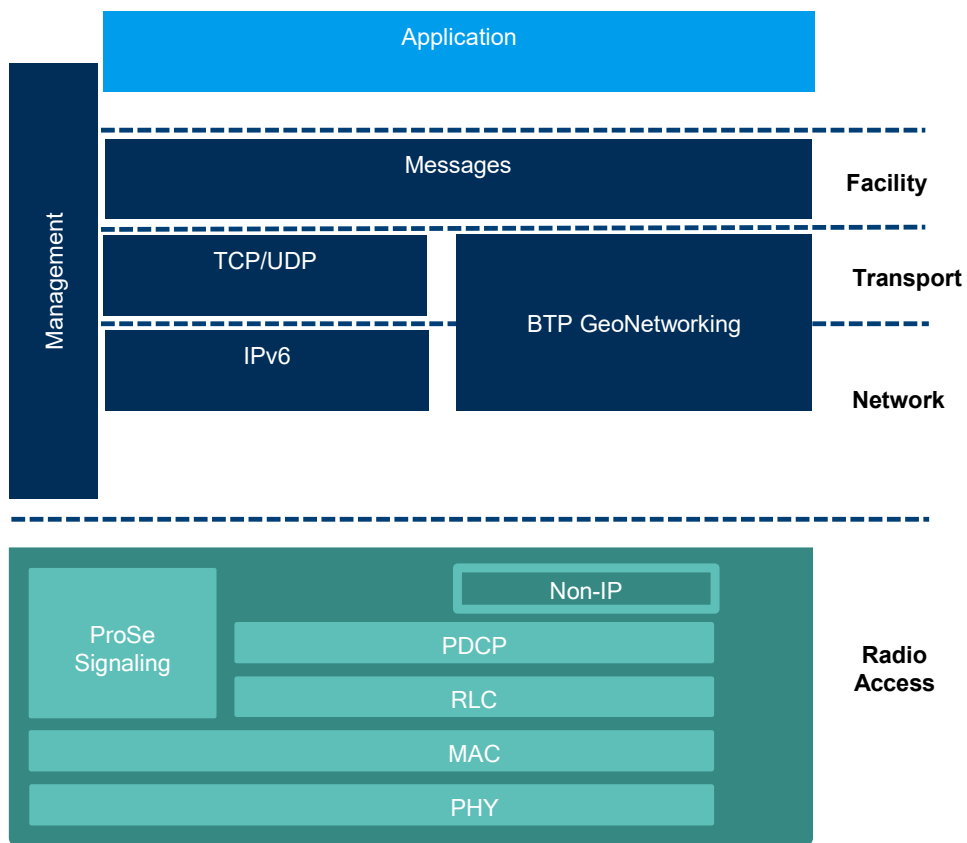 Application
Management
Messages
Facility
TCP/UDP
BTP GeoNetworking
Transport
IPv6
Network
ProSe
Signaling
Non-IP
PDCP
RLC
MAC
PHY
Radio
Access